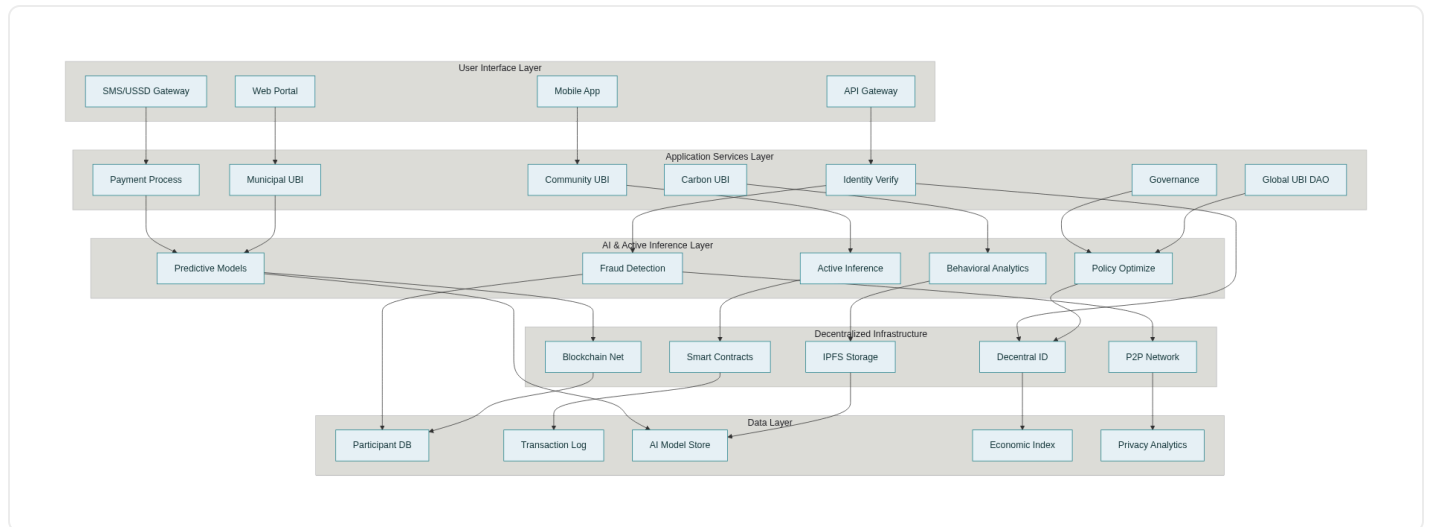 User Interface Layer
SMS/USSD Gateway
Web Portal
Mobile App
API Gateway
Application Services Layer
Payment Process
Municipal UBI
Community UBI
Carbon UBI
Identity Verify
Governance
Global UBI DAO
AI & Active Inference Layer
Predictive Models
Fraud Detection
Active Inference
Behavioral Analytics
Policy Optimize
Decentralized Infrastructure
Blockchain Net
Smart Contracts
IPFS Storage
Decentral ID
P2P Network
Data Layer
Participant DB
Transaction Log
AI Model Store
Economic Index
Privacy Analytics